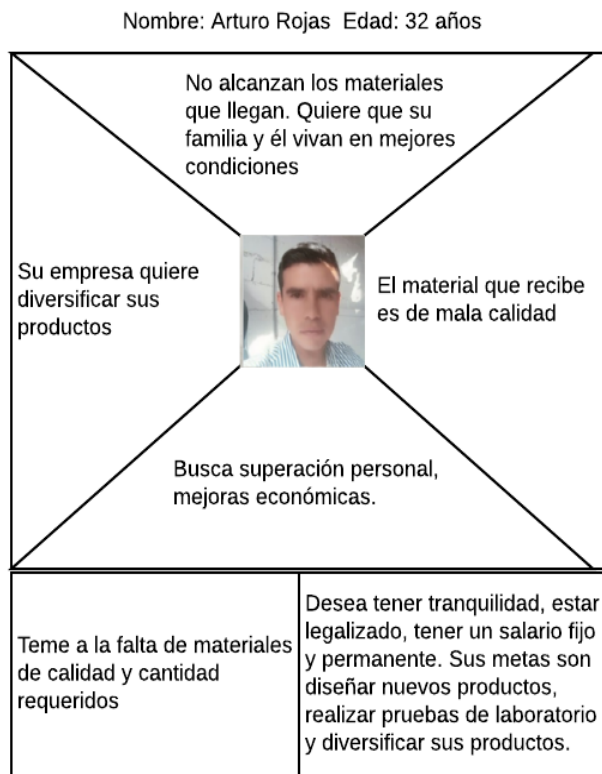 Nombre: Arturo Rojas  Edad: 32 años
No alcanzan los materiales
que llegan. Quiere que su
familia y él vivan en mejores
condiciones
Su empresa quiere
diversificar sus
productos
El material que recibe
es de mala calidad
Busca superación personal,
mejoras económicas.
Teme a la falta de materiales
de calidad y cantidad
requeridos
Desea tener tranquilidad, estar
legalizado, tener un salario fijo
y permanente. Sus metas son
diseñar nuevos productos,
realizar pruebas de laboratorio
y diversificar sus productos.